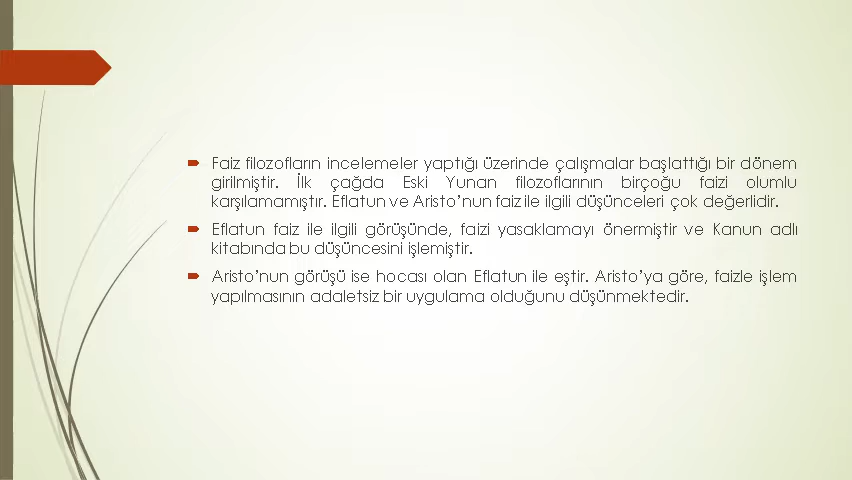 Faiz filozofların incelemeler yaptığı üzerinde çalışmalar başlattığı bir dönem
girilmiştir. İlk çağda Eski Yunan filozoflarının birçoğu faizi olumlu
karşılamamıştır. Eflatun ve Aristo’nun faiz ile ilgili düşünceleri çok değerlidir.
Eflatun faiz ile ilgili görüşünde, faizi yasaklamayı önermiştir ve Kanun adlı
kitabında bu düşüncesini işlemiştir.
Aristo’nun görüşü ise hocası olan Eflatun ile eştir. Aristo’ya göre, faizle işlem
yapılmasının adaletsiz bir uygulama olduğunu düşünmektedir.